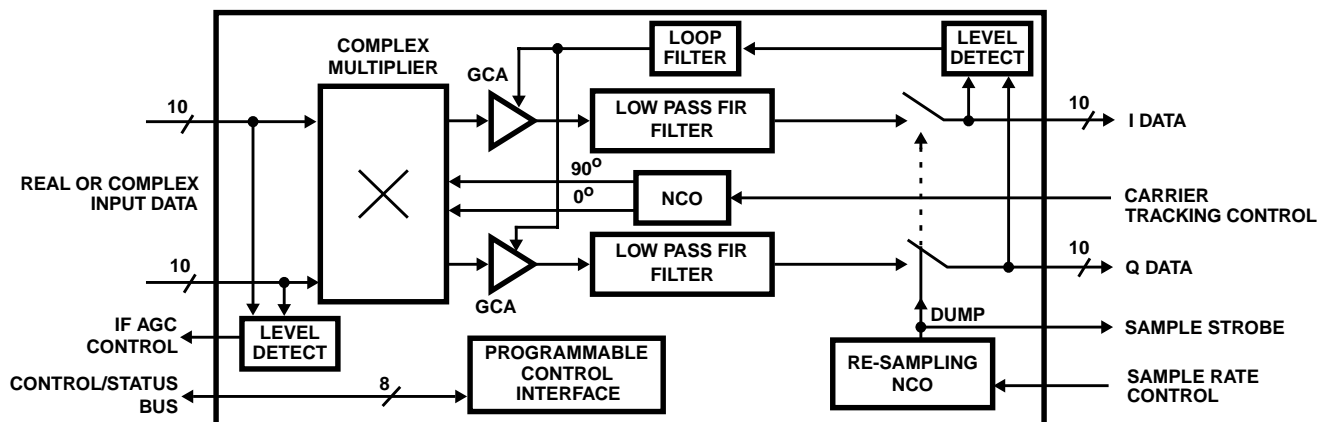 COMPLEX
MULTIPLIER
LOOP
FILTER
LEVEL
DETECT
GCA
10
LOW PASS FIR
FILTER
10
I DATA
REAL OR COMPLEX
INPUT DATA
90o
0o
NCO
CARRIER
TRACKING CONTROL
10
LOW PASS FIR
FILTER
10
Q DATA
GCA
DUMP
IF AGC
CONTROL
LEVEL
DETECT
SAMPLE STROBE
PROGRAMMABLE
CONTROL
INTERFACE
RE-SAMPLING
NCO
CONTROL/STATUS
BUS
8
SAMPLE RATE
CONTROL